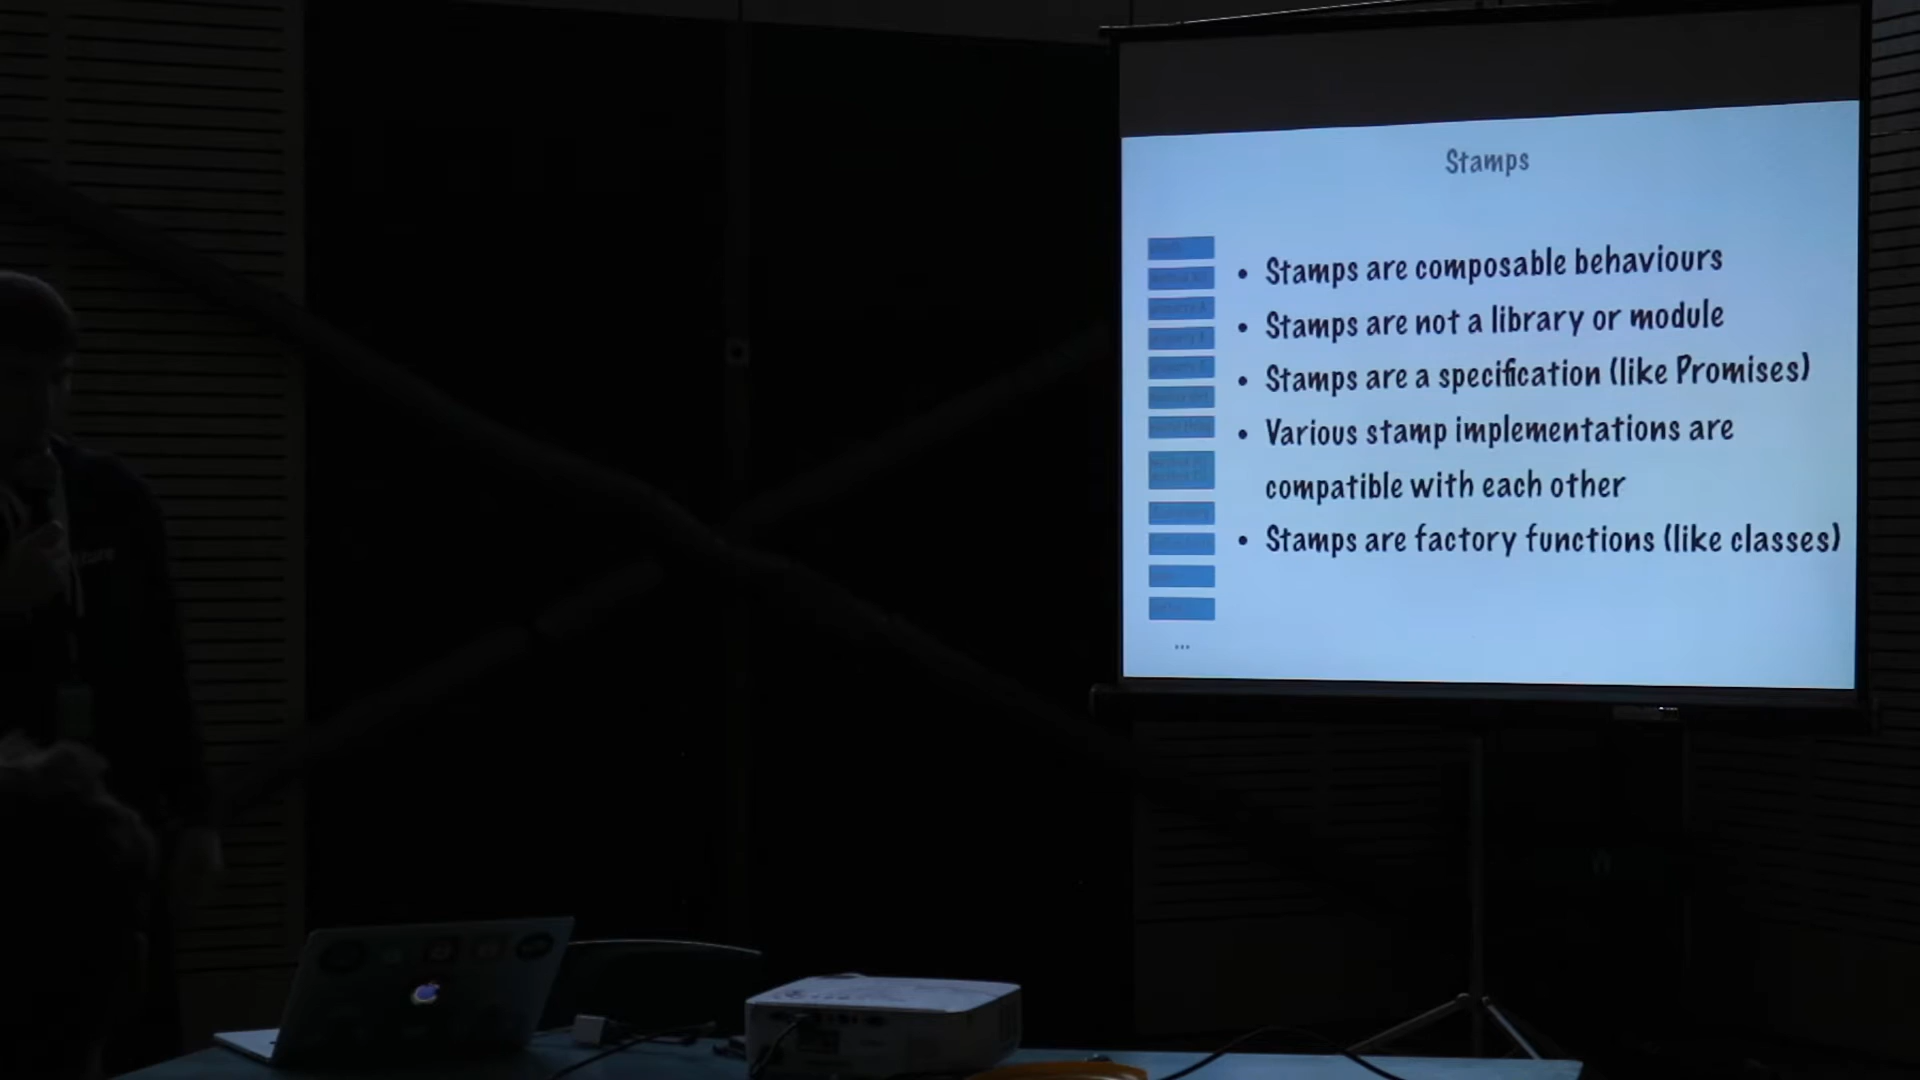 Stamps
• Stamps are composable behaviours
• Stamps are not a library or module
• Stamps are a specification (like Promises)
• Various stamp implementations are
compatible with each other
• Stamps are factory functions (like classes)
...